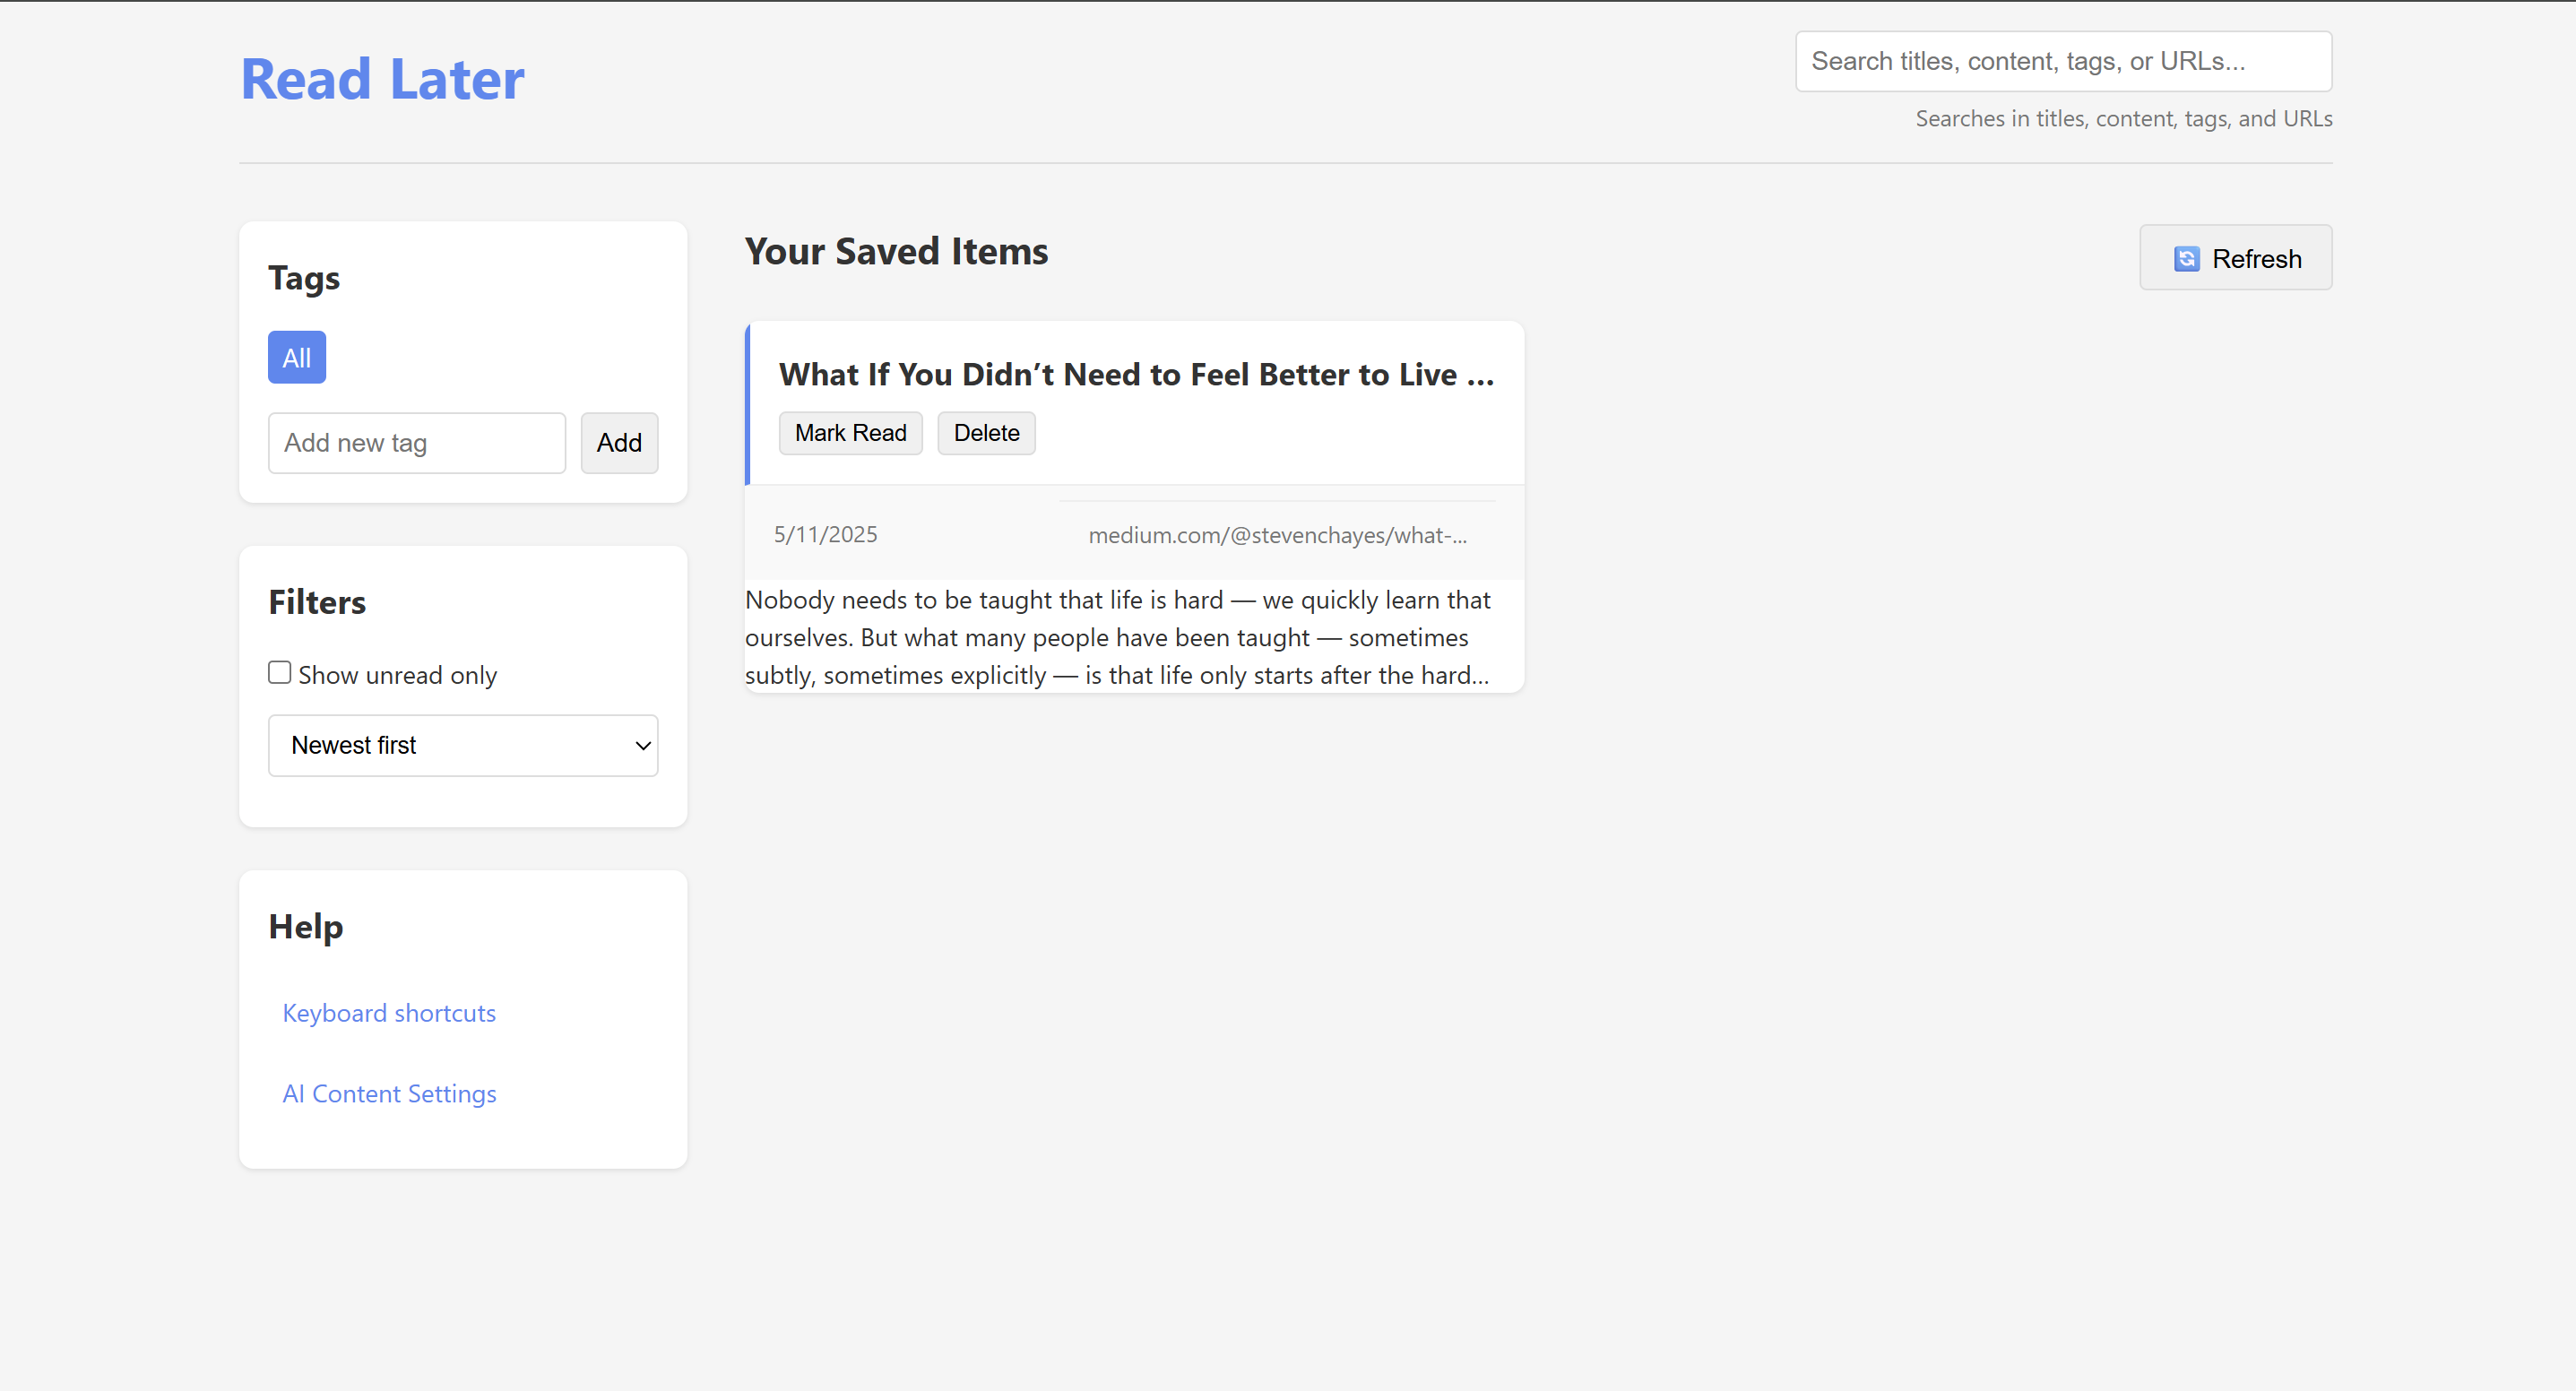 Read Later
Search titles, content, tags, or URLs...
Searches in titles, content, tags, and URLs
Tags
All
Add new tag
Add
Filters
Show unread only
Newest first
Help
Keyboard shortcuts
AI Content Settings
Your Saved Items
Refresh
What If You Didn’t Need to Feel Better to Live ...
Mark Read
Delete
5/11/2025
medium.com/@stevenchayes/what-...
Nobody needs to be taught that life is hard — we quickly learn that
ourselves. But what many people have been taught — sometimes
subtly, sometimes explicitly — is that life only starts after the hard...